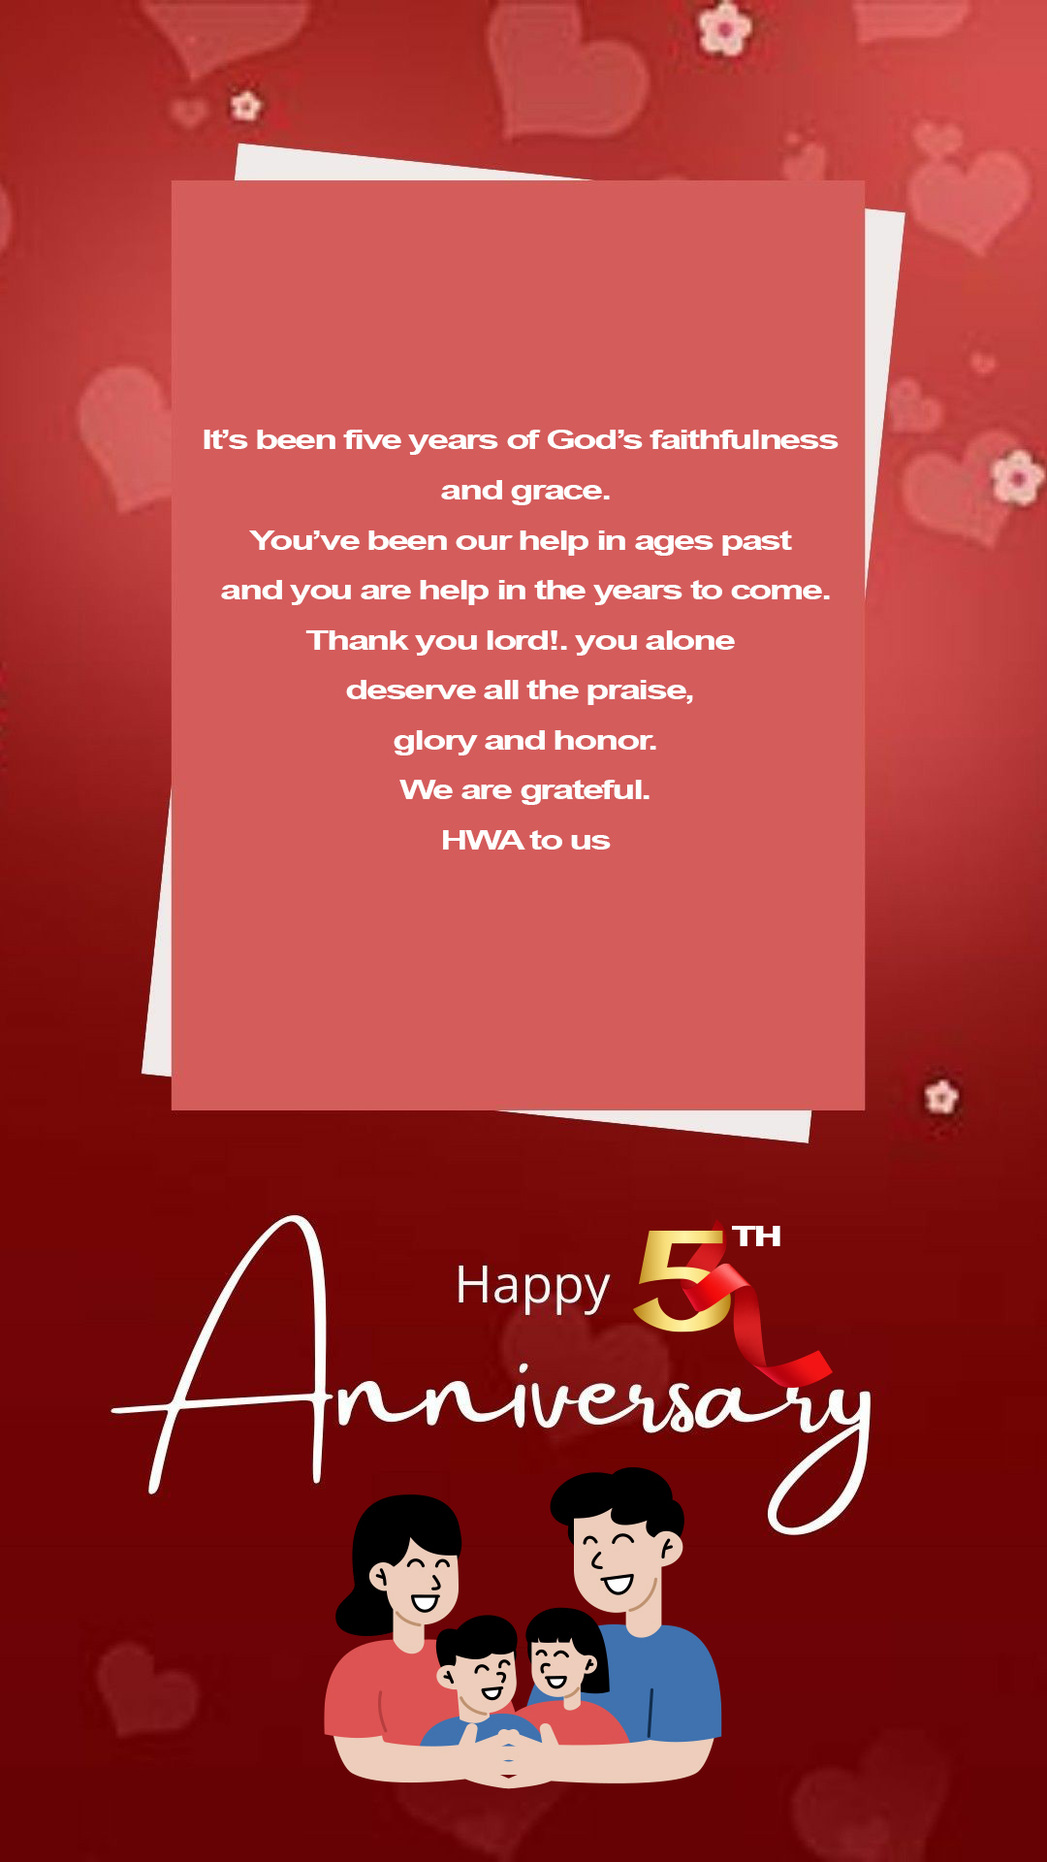 It’s been five years of God’s faithfulness
and grace.
You’ve been our help in ages past
and you are help in the years to come.
Thank you lord!. you alone
deserve all the praise,
glory and honor.
We are grateful.
HWA to us
Happy 5TH
Anniversary